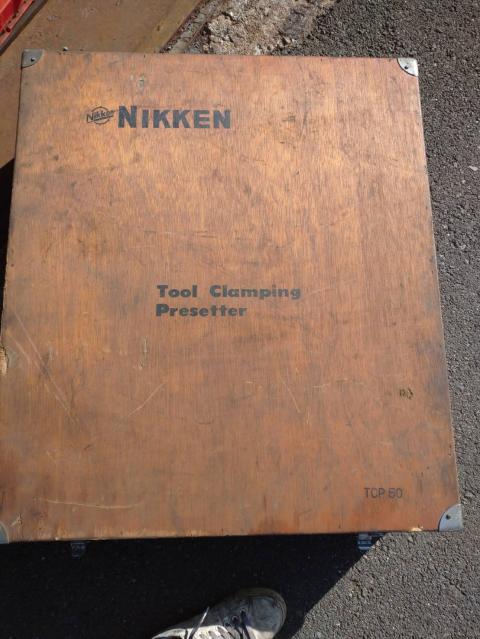 Nikken NIKKEN
Tool Clamping
Presetter
TCP 50